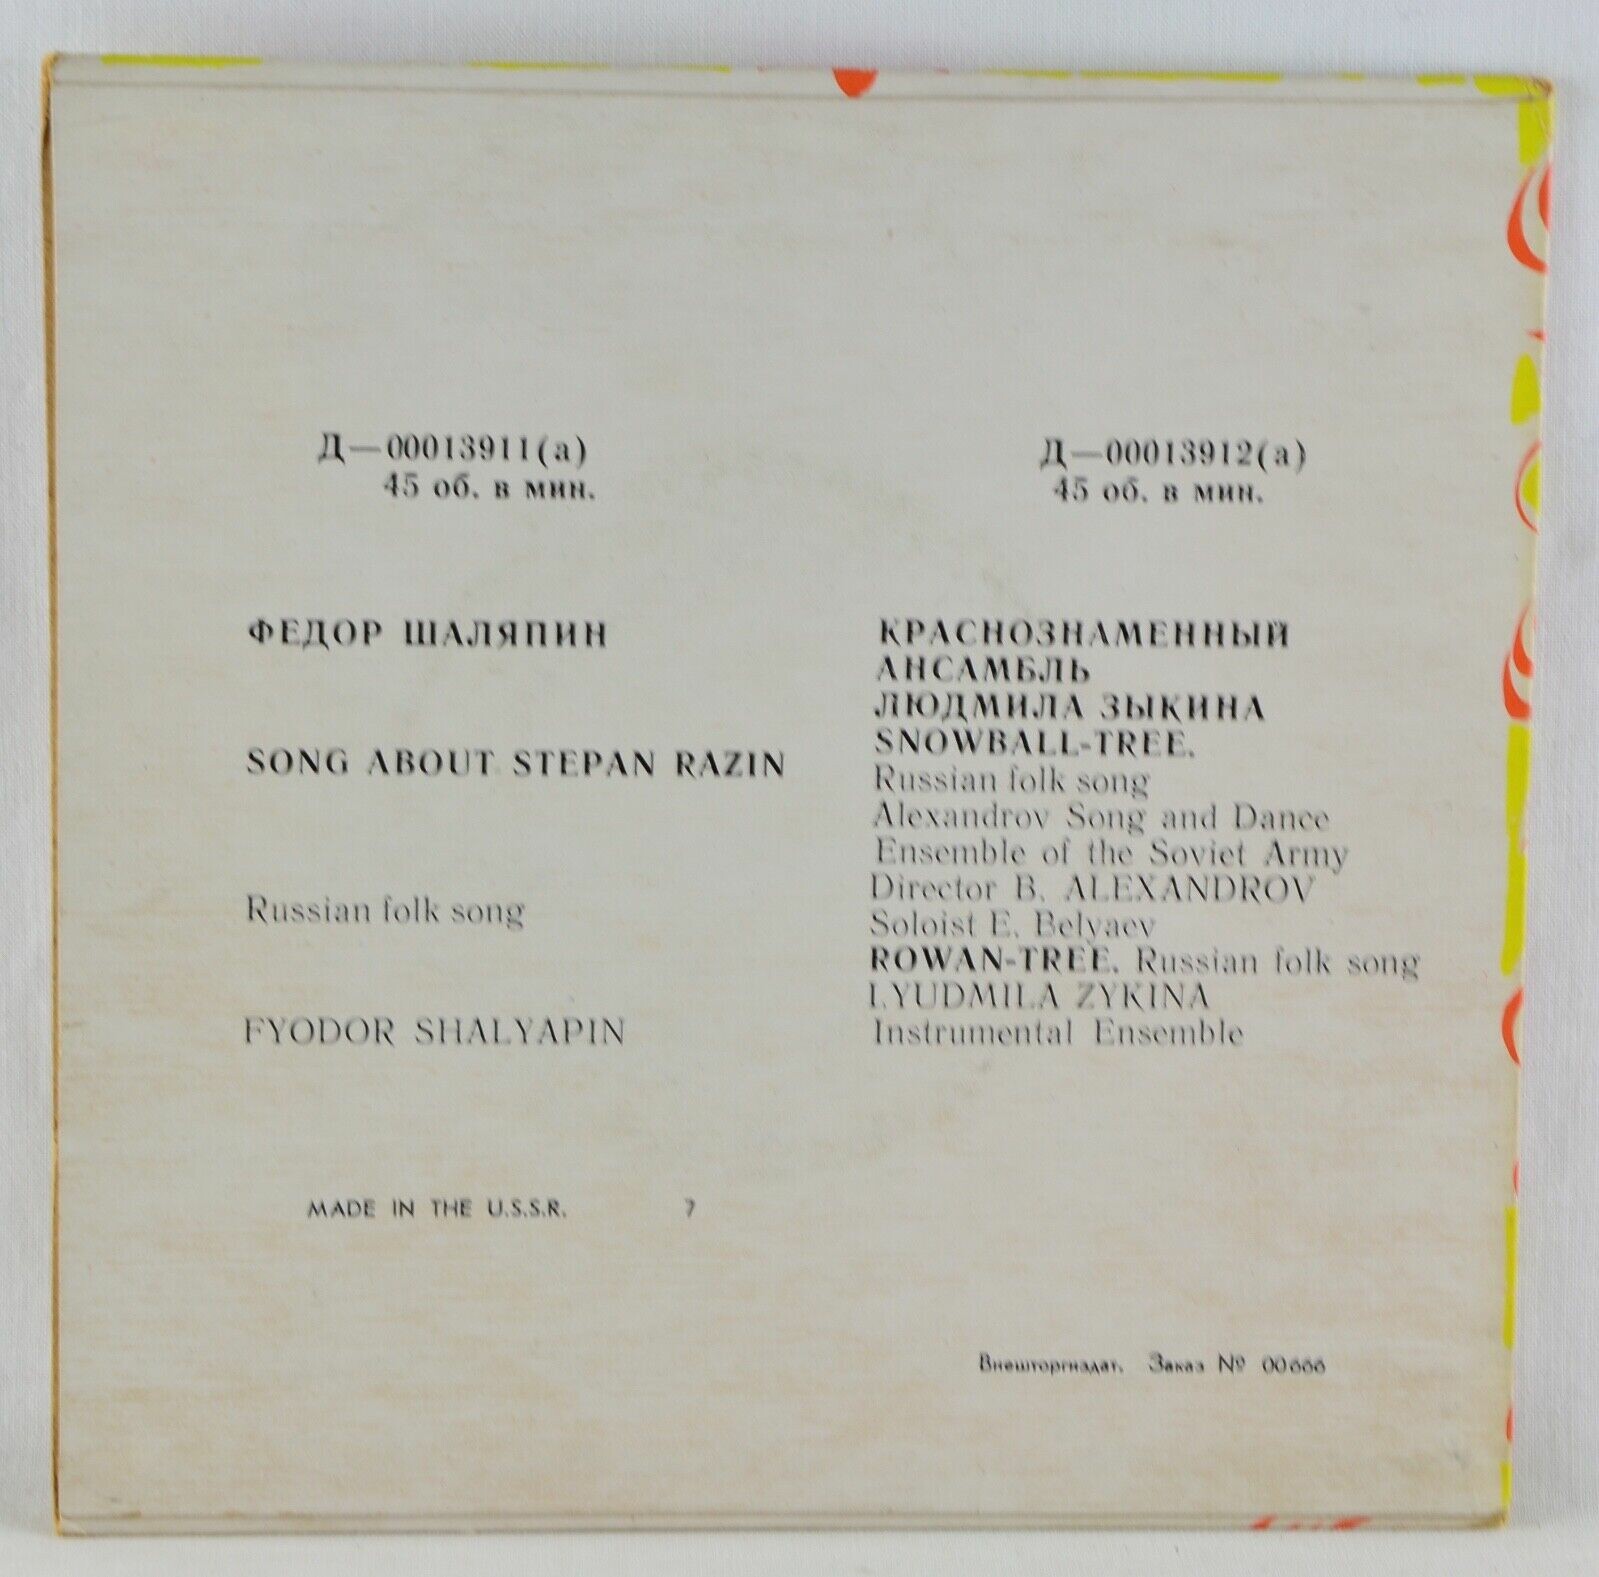 Д—00013911(а)
45 об. в мин.
ФЕДОР ШАЛЯПИН
SONG ABOUT STEPAN RAZIN
Russian folk song
FYODOR SHALYAPIN
MADE IN THE U.S.S.R. 7
Д—00013912(а)
45 об. в мин.
КРАСНОЗНАМЕННЫЙ
АНСАМБЛЬ
ЛЮДМИЛА ЗЫКИНА
SNOWBALL-TREE.
Russian folk song
Alexandrov Song and Dance
Ensemble of the Soviet Army
Director B. ALEXANDROV
Soloist E. Belyaev
ROWAN-TREE. Russian folk song
LYUDMILA ZYKINA
Instrumental Ensemble
Внешторгиздат. Заказ № 00666